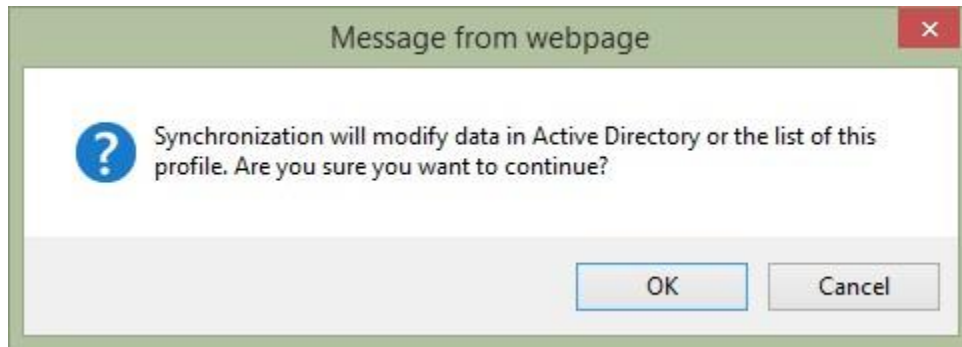 Message from webpage
Synchronization will modify data in Active Directory or the list of this
profile. Are you sure you want to continue?
OK
Cancel